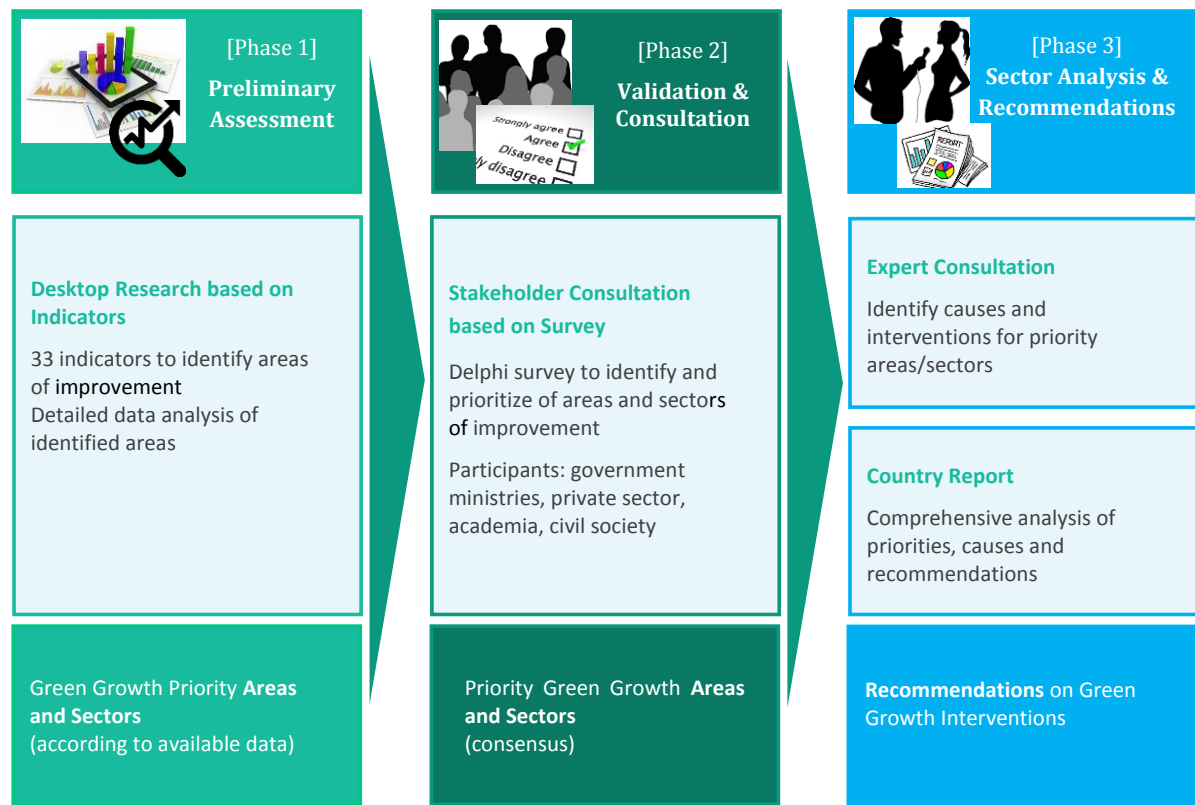 [Phase 1]
Preliminary
Assessment
[Phase 2]
Validation &
Consultation
Strongly agree
Agree
Disagree
ly disagree
[Phase 3]
Sector Analysis &
Recommendations
REPORT
Desktop Research based on
Indicators
33 indicators to identify areas
of improvement
Detailed data analysis of
identified areas
Stakeholder Consultation
based on Survey
Delphi survey to identify and
prioritize of areas and sectors
of improvement
Participants: government
ministries, private sector,
academia, civil society
Expert Consultation
Identify causes and
interventions for priority
areas/sectors
Country Report
Comprehensive analysis of
priorities, causes and
recommendations
Green Growth Priority Areas
and Sectors
(according to available data)
Priority Green Growth Areas
and Sectors
(consensus)
Recommendations on Green
Growth Interventions